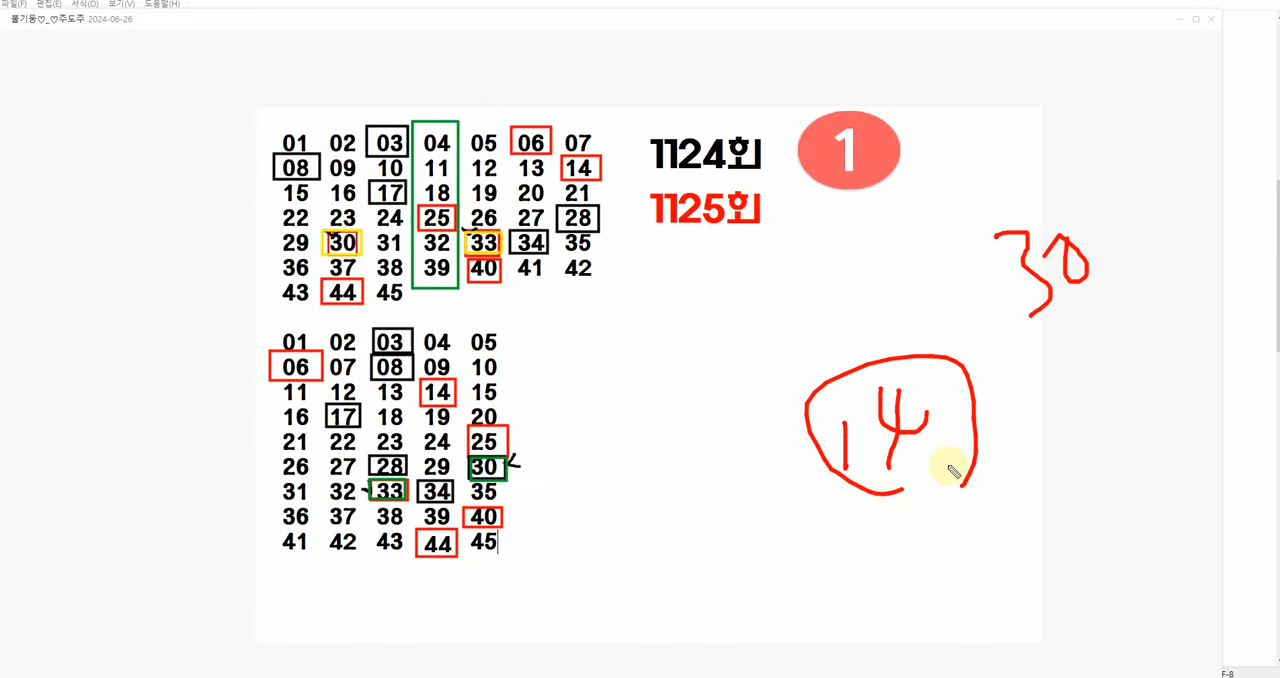 파일(F) 편집(E) 서식(O) 보기(V) 도움말(H)
물기둥♡_♡주도주 2024-06-26
01 02 03 04 05 06 07
08 09 10 11 12 13 14
15 16 17 18 19 20 21
22 23 24 25 26 27 28
29 30 31 32 33 34 35
36 37 38 39 40 41 42
43 44 45
1124회
1
1125회
30
01 02 03 04 05
06 07 08 09 10
11 12 13 14 15
16 17 18 19 20
21 22 23 24 25
26 27 28 29 30
31 32 33 34 35
36 37 38 39 40
41 42 43 44 45
14
F-8